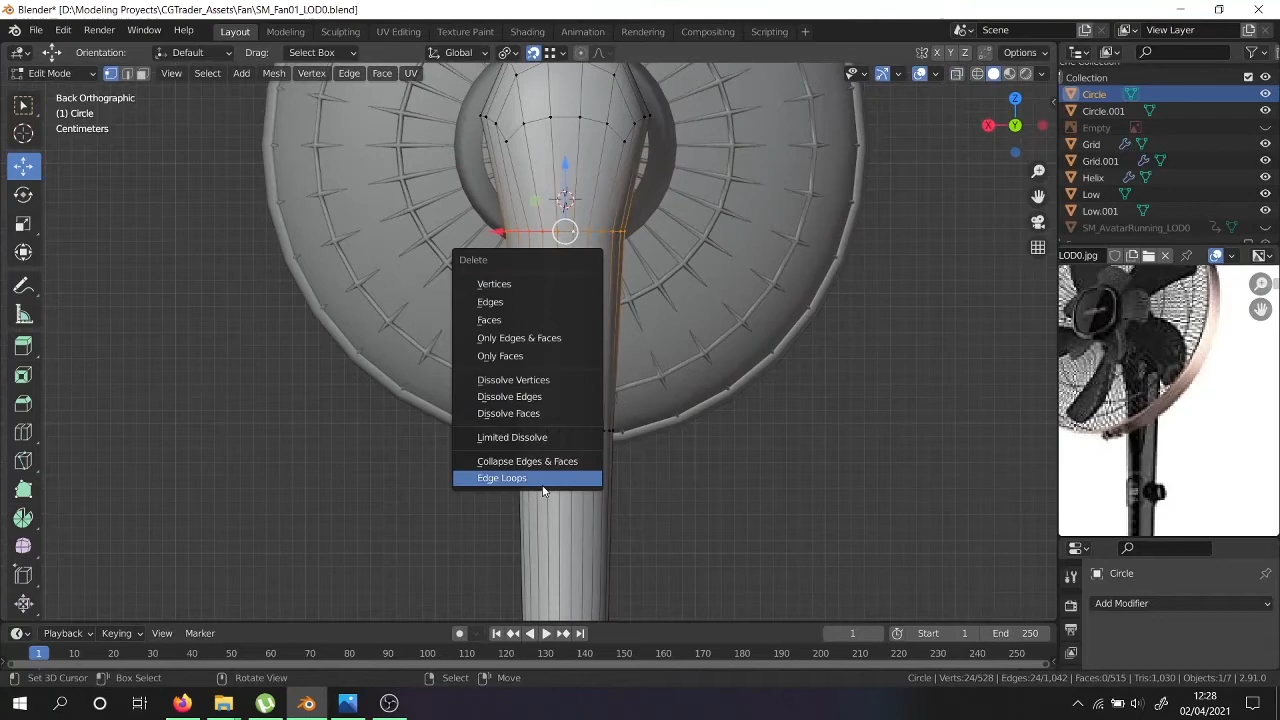 Blender* [D:\Modeling Projects\CGTrader_Assets\Fan\SM_Fan01_LOD0.blend]
File Edit Render Window Help Layout Modeling Sculpting UV Editing Texture Paint Shading Animation Rendering Compositing Scripting + Scene View Layer
Orientation: Default Drag: Select Box Global X Y Z Options
Edit Mode View Select Add Mesh Vertex Edge Face UV
Back Orthographic
(1) Circle
Centimeters
Z
X
Y
Collection
Circle
Circle.001
Empty
Grid
Grid.001
Helix
Low
Low.001
SM_AvatarRunning_LOD0
LOD0.jpg
Delete
Vertices
Edges
Faces
Only Edges & Faces
Only Faces
Dissolve Vertices
Dissolve Edges
Dissolve Faces
Limited Dissolve
Collapse Edges & Faces
Edge Loops
Circle
Add Modifier
Playback Keying View Marker 1 Start 1 End 250
1 10 20 30 40 50 60 70 80 90 100 110 120 130 140 150 160 170 180 190 200 210 220 230 240 250
Set 3D Cursor Box Select Rotate View Select Move Circle | Verts:24/528 | Edges:24/1,042 | Faces:0/515 | Tris:1,030 | Objects:1/7 | 2.91.0
12:28
02/04/2021